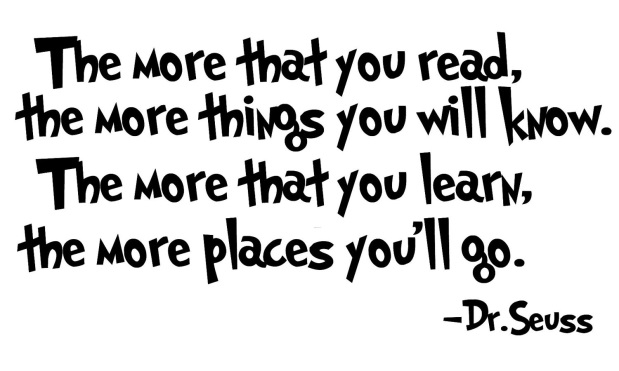 The more that you read,
the more things you will know.
The more that you learn,
the more places you'll go.
-Dr.Seuss